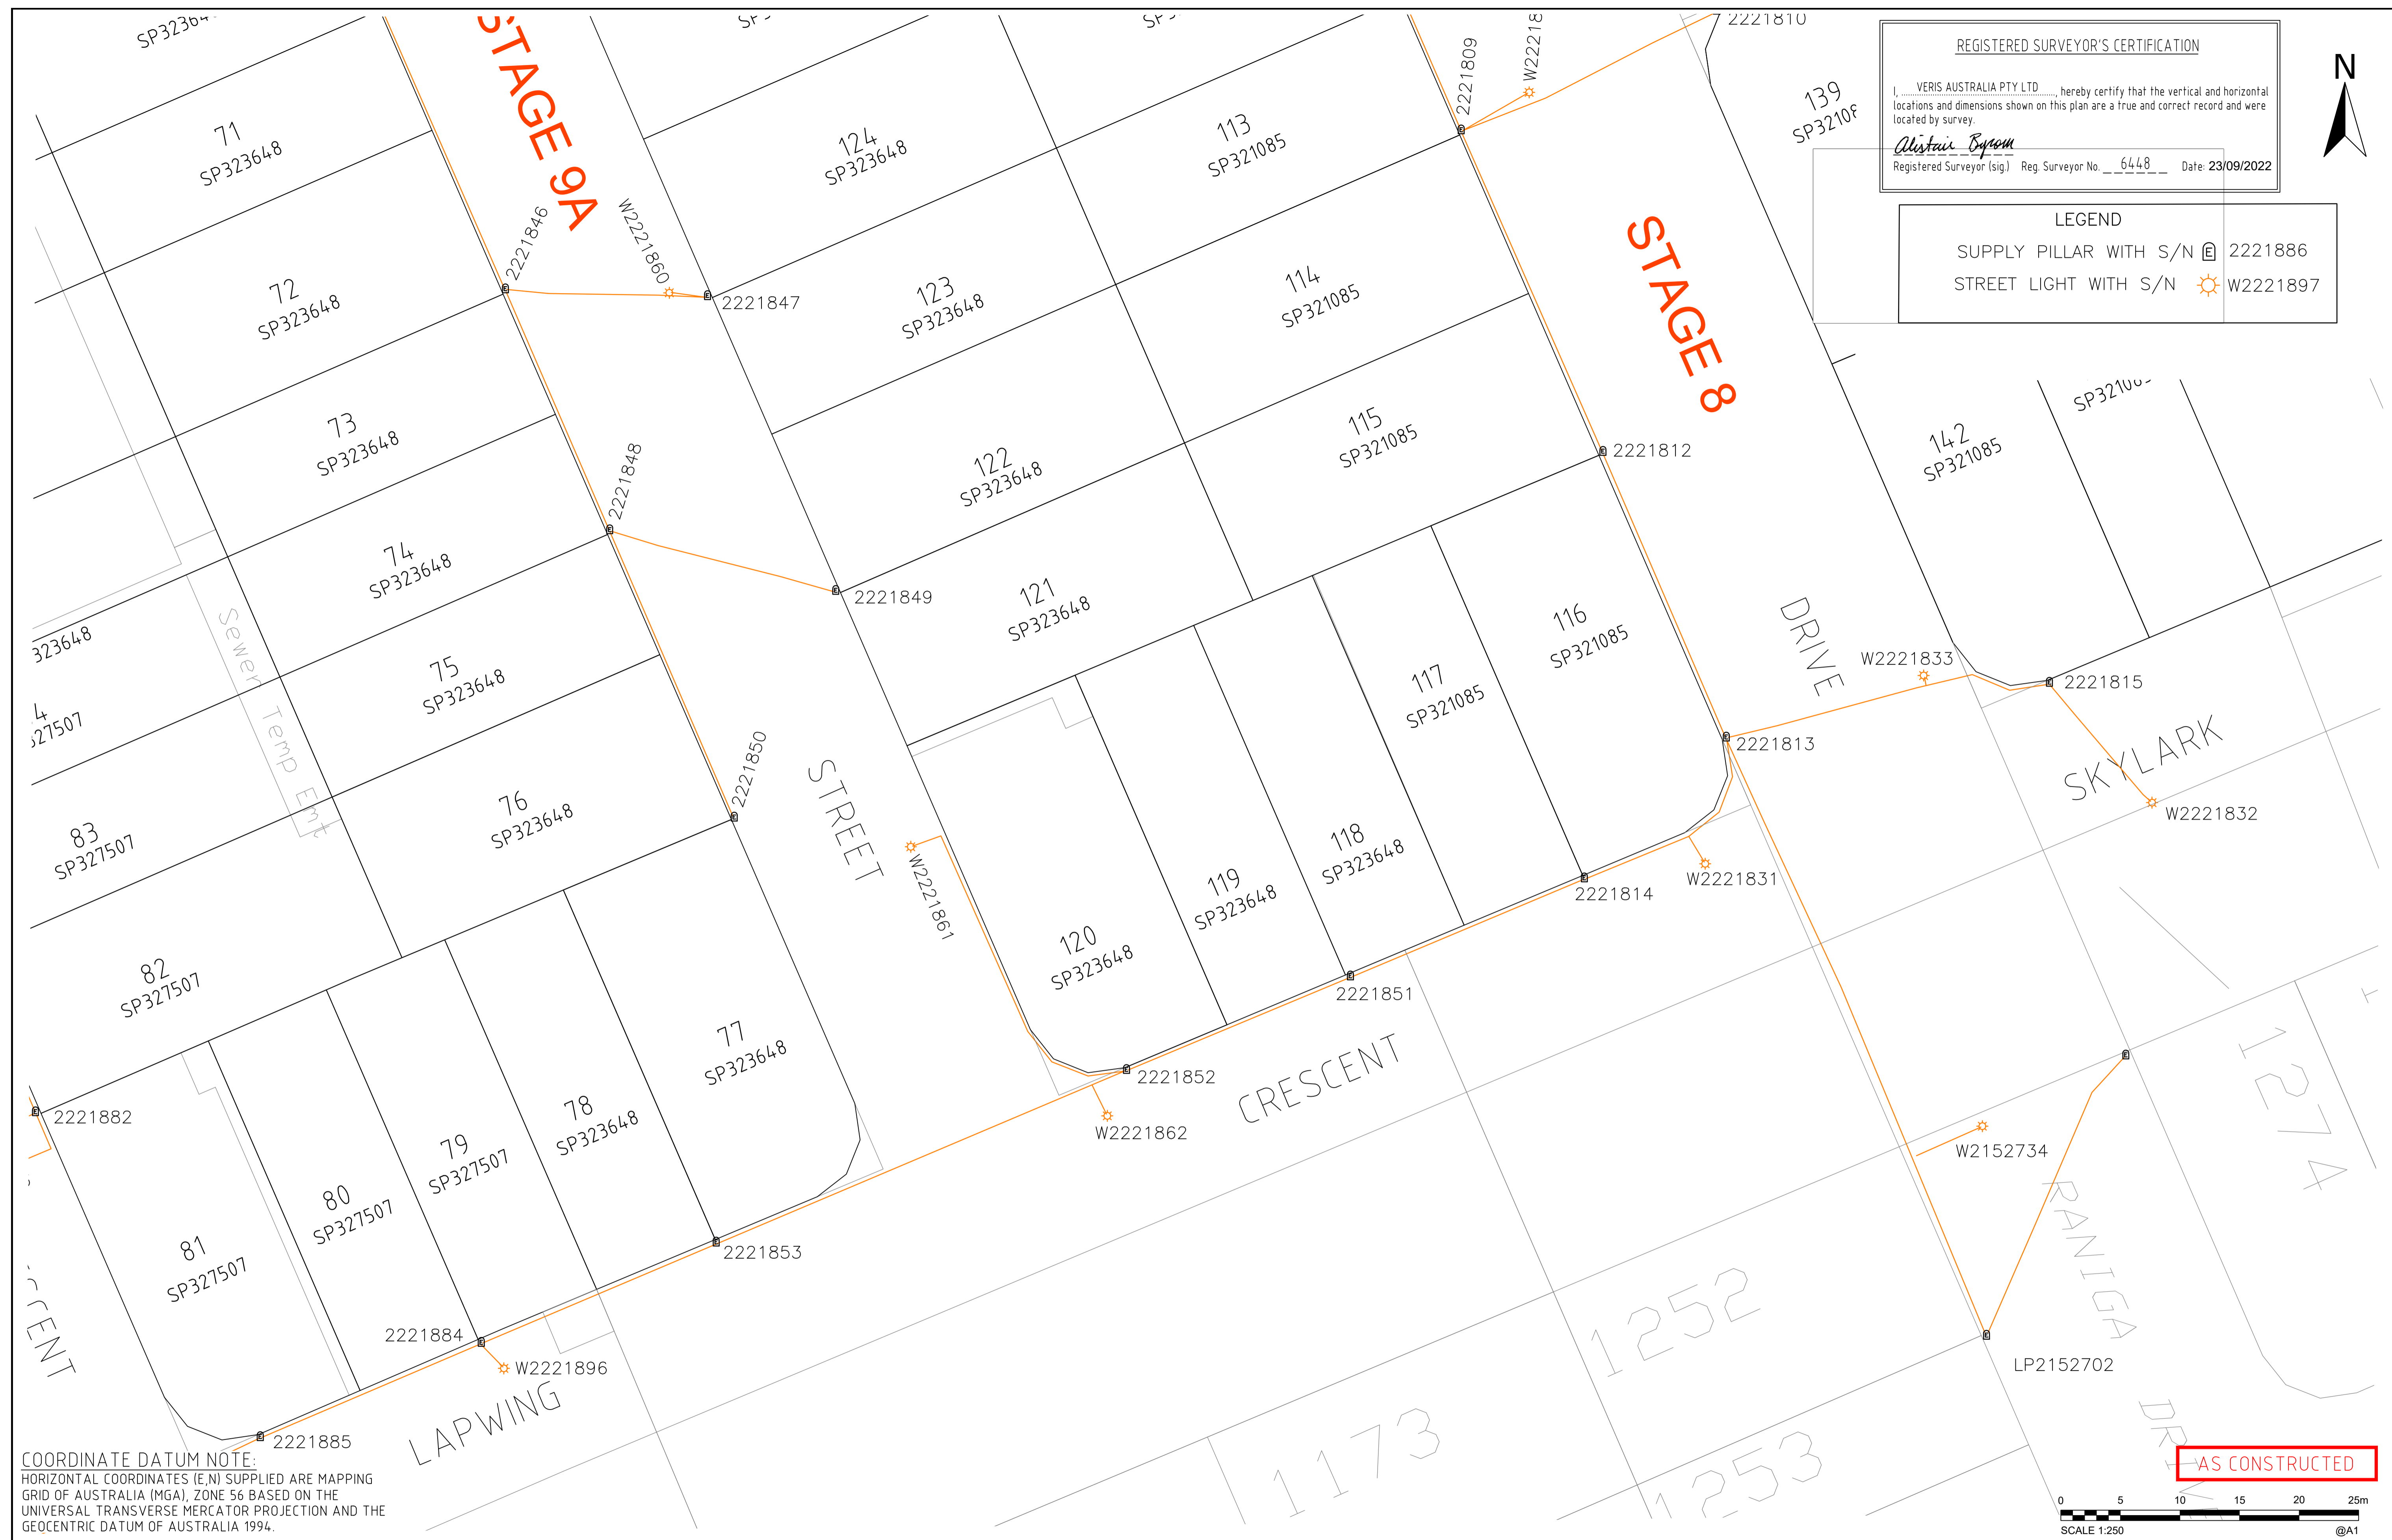 REGISTERED SURVEYOR'S CERTIFICATION
I, VERIS AUSTRALIA PTY LTD, hereby certify that the vertical and horizontal
locations and dimensions shown on this plan are a true and correct record and were
located by survey.
Alistair Byrom
Registered Surveyor (sig.) Reg. Surveyor No. 6448 Date: 23/09/2022
N
LEGEND
SUPPLY PILLAR WITH S/N E 2221886
STREET LIGHT WITH S/N W2221897
STAGE 9A
STAGE 8
71
SP323648
72
SP323648
73
SP323648
74
SP323648
75
SP323648
76
SP323648
77
SP323648
78
SP323648
79
SP327507
80
SP327507
81
SP327507
82
SP327507
83
SP327507
323648
124
SP323648
123
SP323648
122
SP323648
121
SP323648
120
SP323648
119
SP323648
118
SP323648
117
SP321085
116
SP321085
115
SP321085
114
SP321085
113
SP321085
139
142
SP321085
2221846
W2221860
2221847
2221848
2221849
2221850
W2221861
2221809
2221810
2221812
2221813
W2221833
2221815
W2221832
2221814
W2221831
2221851
2221852
W2221862
2221853
2221882
2221884
W2221896
2221885
W2152734
LP2152702
Sewer Temp Emt
STREET
DRIVE
SKYLARK
CRESCENT
LAPWING
RANIGA DRIVE
1274
1252
1253
1173
COORDINATE DATUM NOTE:
HORIZONTAL COORDINATES (E,N) SUPPLIED ARE MAPPING
GRID OF AUSTRALIA (MGA), ZONE 56 BASED ON THE
UNIVERSAL TRANSVERSE MERCATOR PROJECTION AND THE
GEOCENTRIC DATUM OF AUSTRALIA 1994.
AS CONSTRUCTED
0 5 10 15 20 25m
SCALE 1:250 @A1